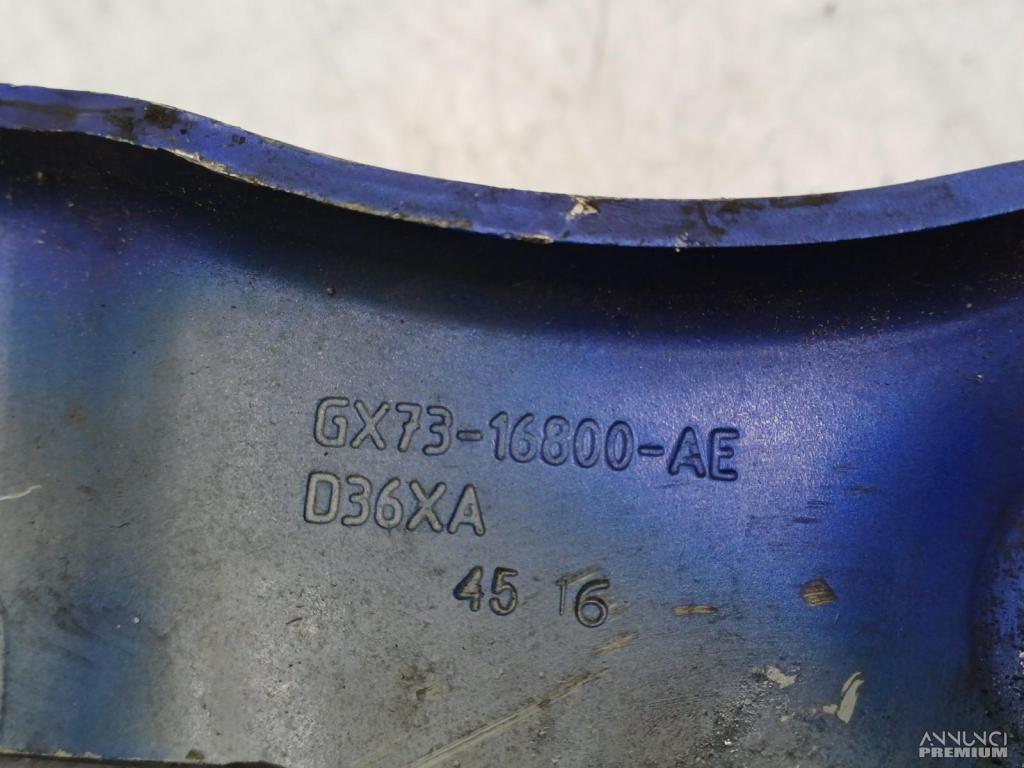 GX73-16800-AE
D36XA
45 16
ANNUNCI
PREMIUM